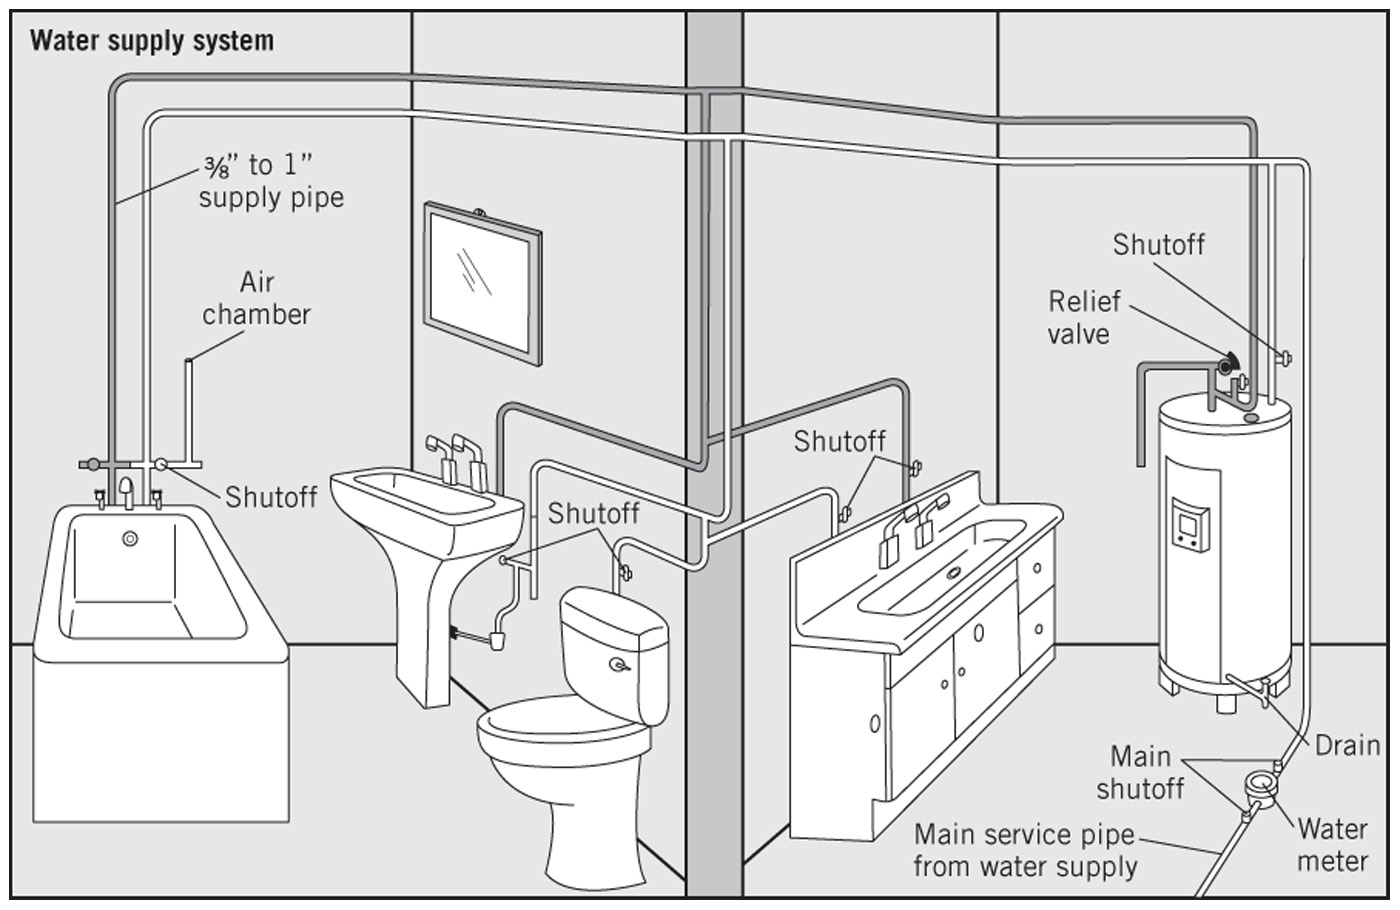 Water supply system
⅜” to 1”
supply pipe
Air
chamber
Shutoff
Shutoff
Shutoff
Shutoff
Relief
valve
Drain
Main
shutoff
Water
meter
Main service pipe
from water supply